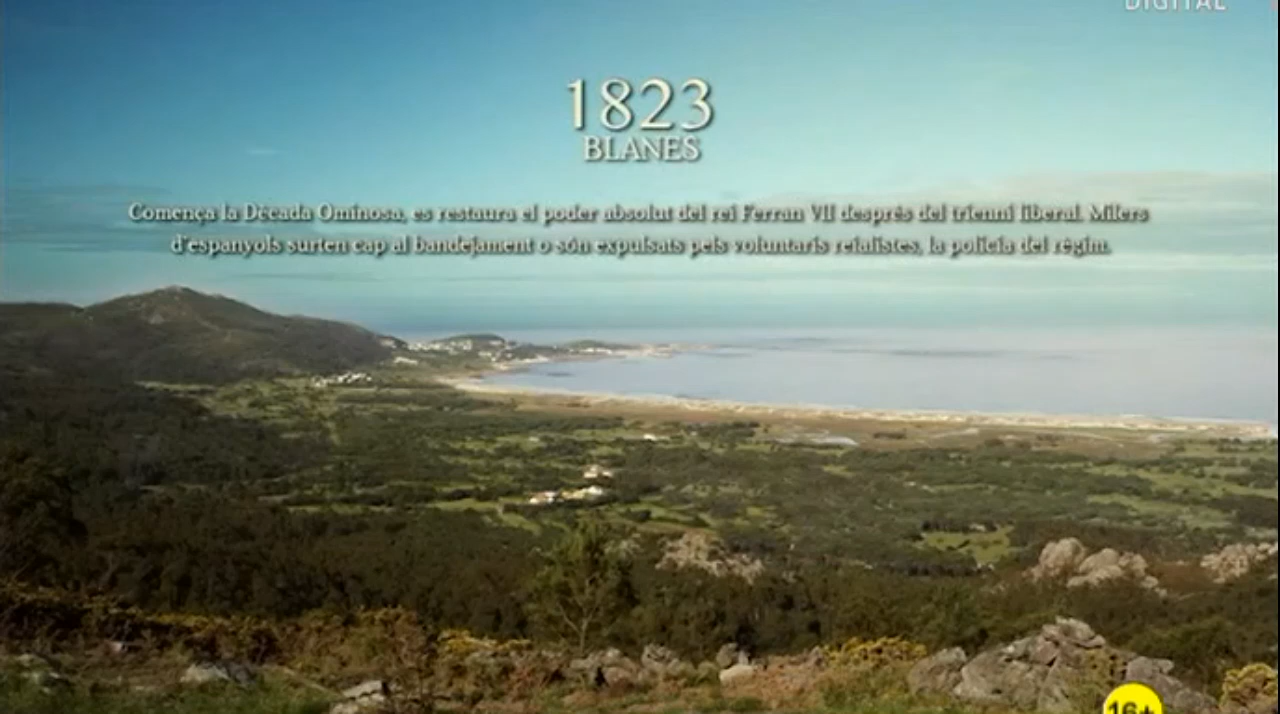 DIGITAL
1823
BLANES
Comença la Dècada Ominosa, es restaura el poder absolut del rei Ferran VII després del trienni liberal. Milers
d'espanyols surten cap al bandejament o són expulsats pels voluntaris reialistes, la policia del règim.
16+